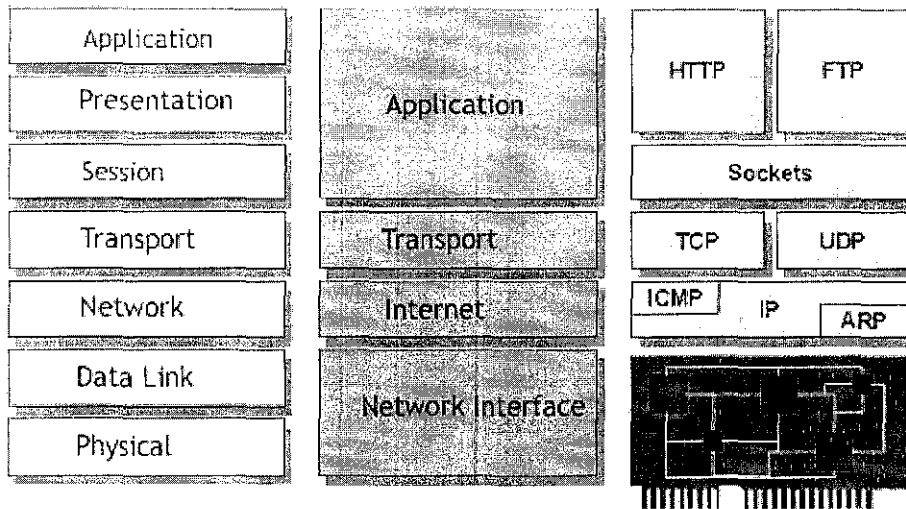 Application
Presentation
Session
Transport
Network
Data Link
Physical
Application
Transport
Internet
Network Interface
HTTP FTP
Sockets
TCP UDP
ICMP IP ARP